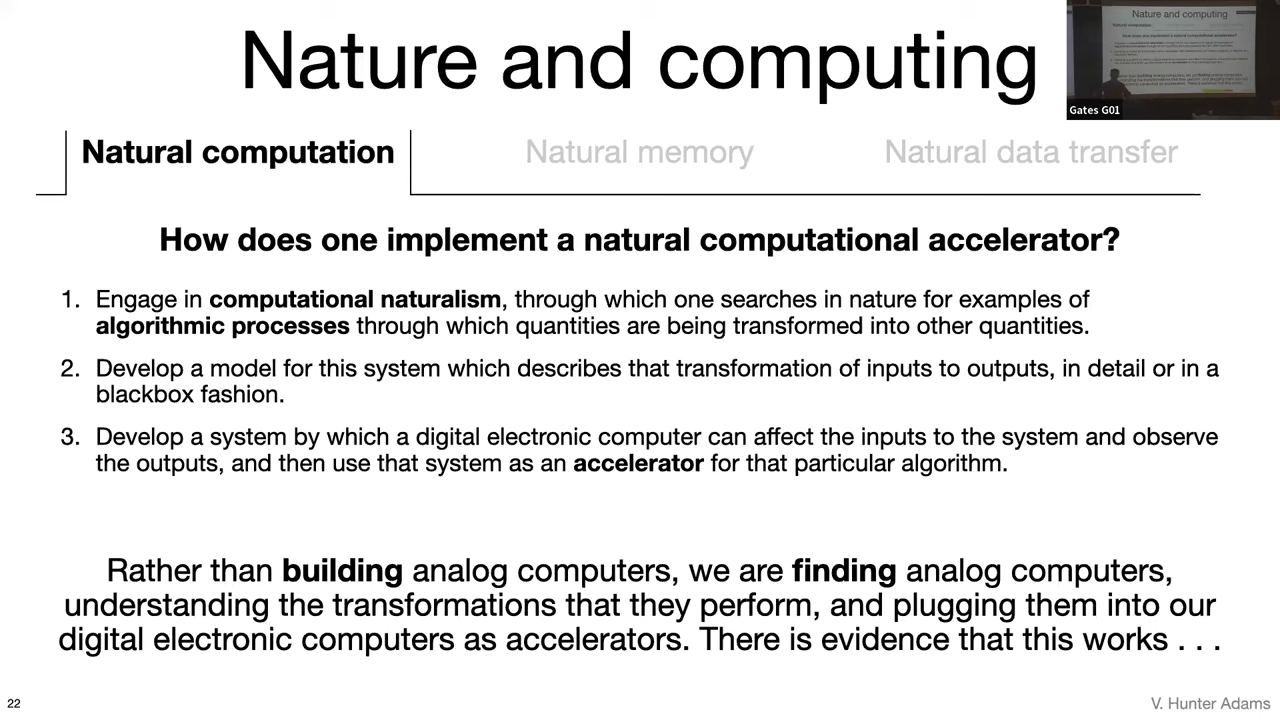 Nature and computing
Nature and computing
Gates G01
Natural computation
Natural memory
Natural data transfer
How does one implement a natural computational accelerator?
1. Engage in computational naturalism, through which one searches in nature for examples of
algorithmic processes through which quantities are being transformed into other quantities.
2. Develop a model for this system which describes that transformation of inputs to outputs, in detail or in a
blackbox fashion.
3. Develop a system by which a digital electronic computer can affect the inputs to the system and observe
the outputs, and then use that system as an accelerator for that particular algorithm.
Rather than building analog computers, we are finding analog computers,
understanding the transformations that they perform, and plugging them into our
digital electronic computers as accelerators. There is evidence that this works . . .
22
V. Hunter Adams